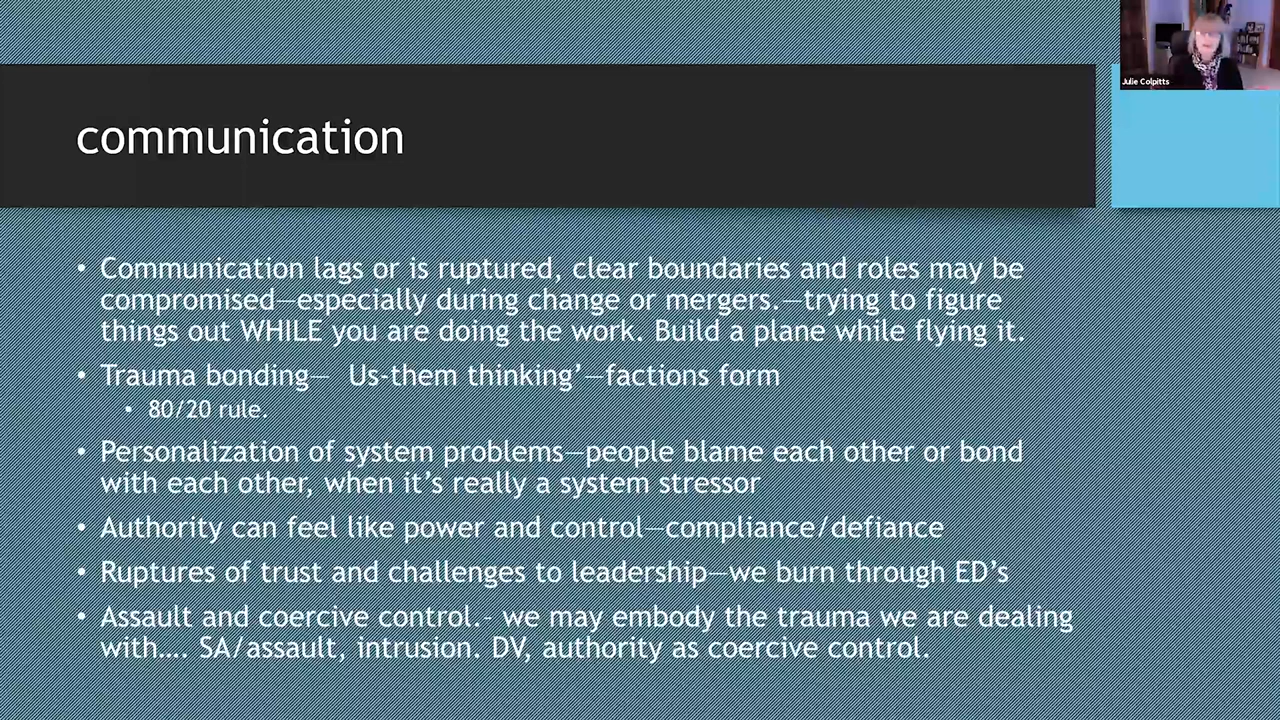 Julie Colpitts
communication
• Communication lags or is ruptured, clear boundaries and roles may be
compromised—especially during change or mergers.—trying to figure
things out WHILE you are doing the work. Build a plane while flying it.
• Trauma bonding—  Us-them thinking’—factions form
• 80/20 rule.
• Personalization of system problems—people blame each other or bond
with each other, when it’s really a system stressor
• Authority can feel like power and control—compliance/defiance
• Ruptures of trust and challenges to leadership—we burn through ED’s
• Assault and coercive control.- we may embody the trauma we are dealing
with…. SA/assault, intrusion. DV, authority as coercive control.